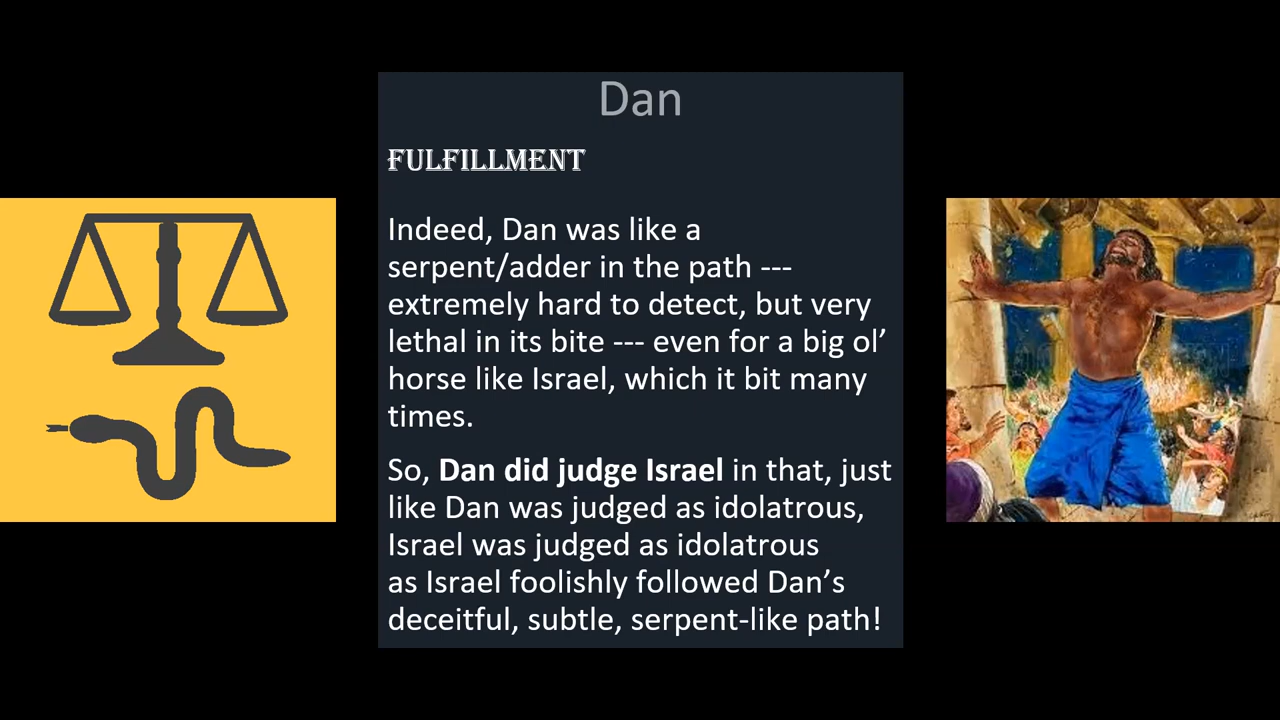 Dan
FULFILLMENT
Indeed, Dan was like a
serpent/adder in the path ---
extremely hard to detect, but very
lethal in its bite --- even for a big ol’
horse like Israel, which it bit many
times.
So, Dan did judge Israel in that, just
like Dan was judged as idolatrous,
Israel was judged as idolatrous
as Israel foolishly followed Dan’s
deceitful, subtle, serpent-like path!